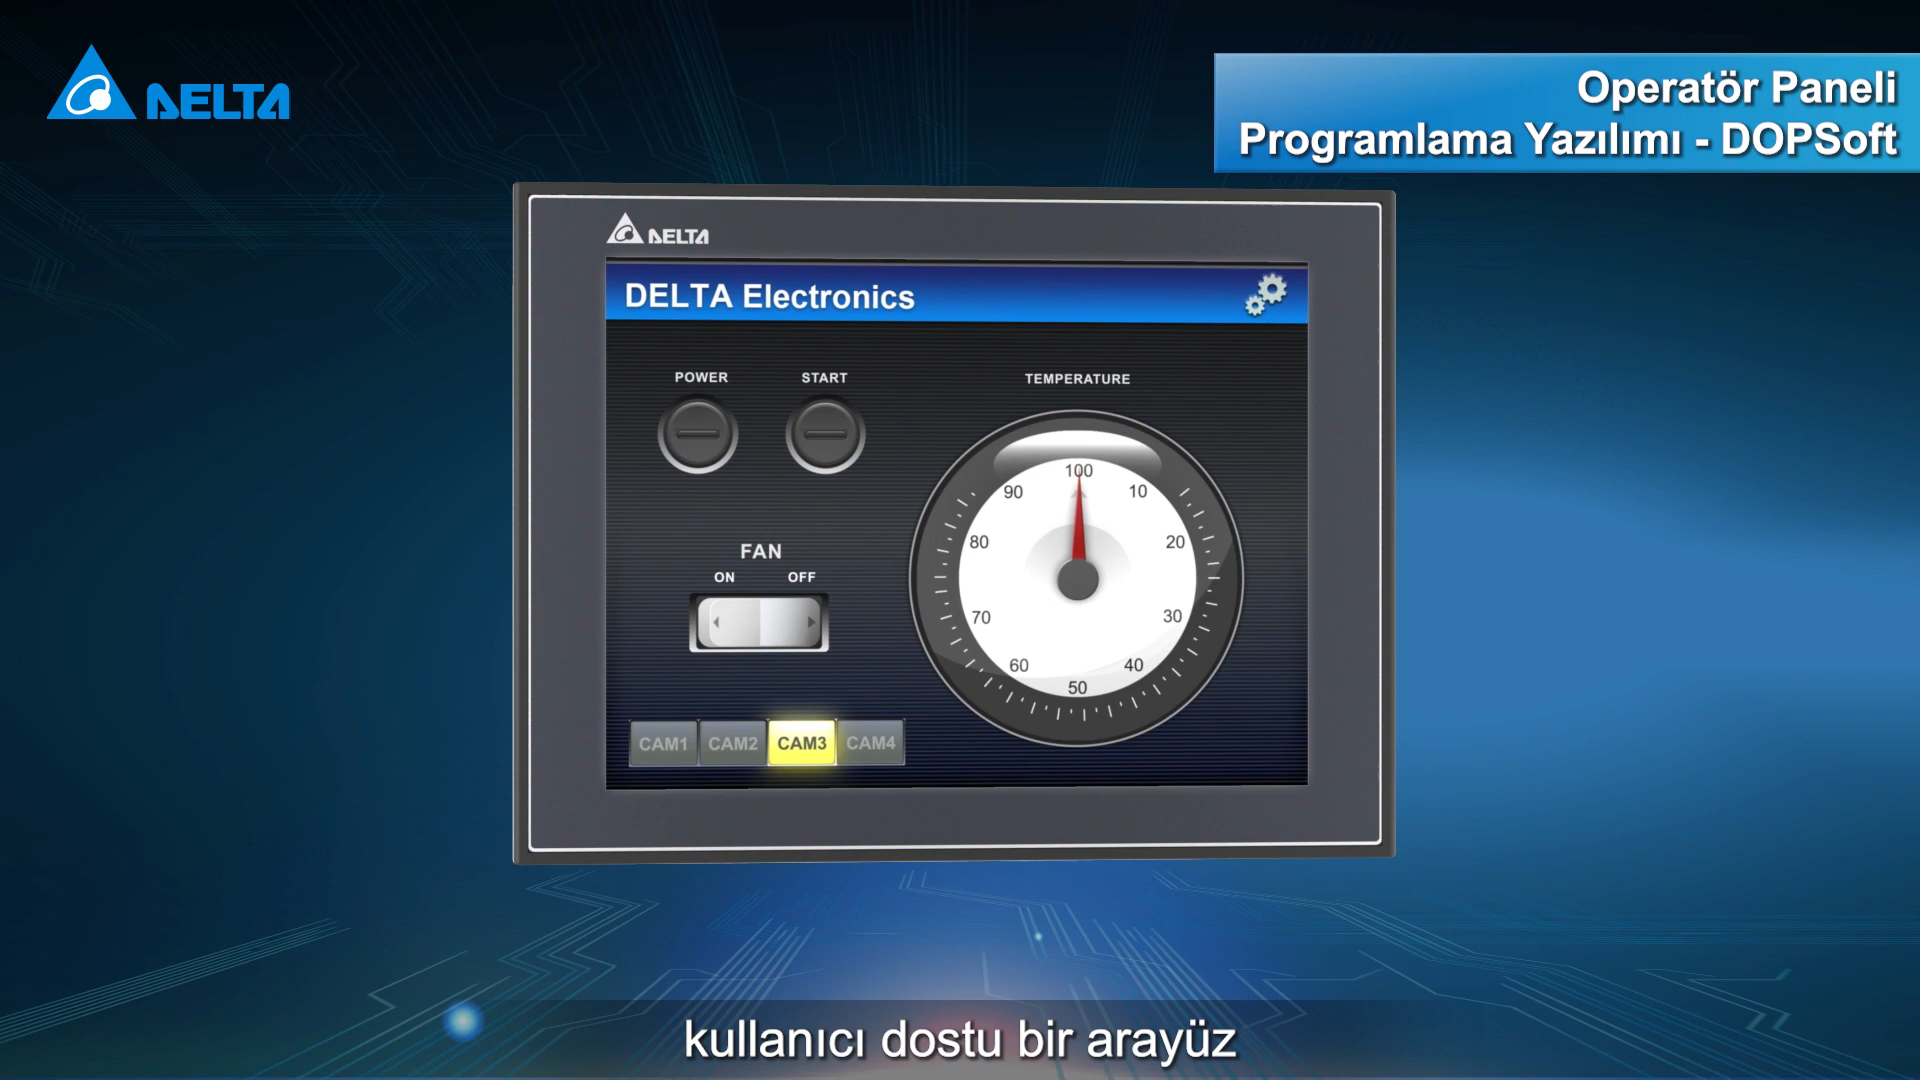 DELTA
Operatör Paneli
Programlama Yazılımı - DOPSoft
DELTA
DELTA Electronics
POWER
START
TEMPERATURE
100
90
10
80
20
70
30
60
40
50
FAN
ON
OFF
CAM1
CAM2
CAM3
CAM4
kullanıcı dostu bir arayüz